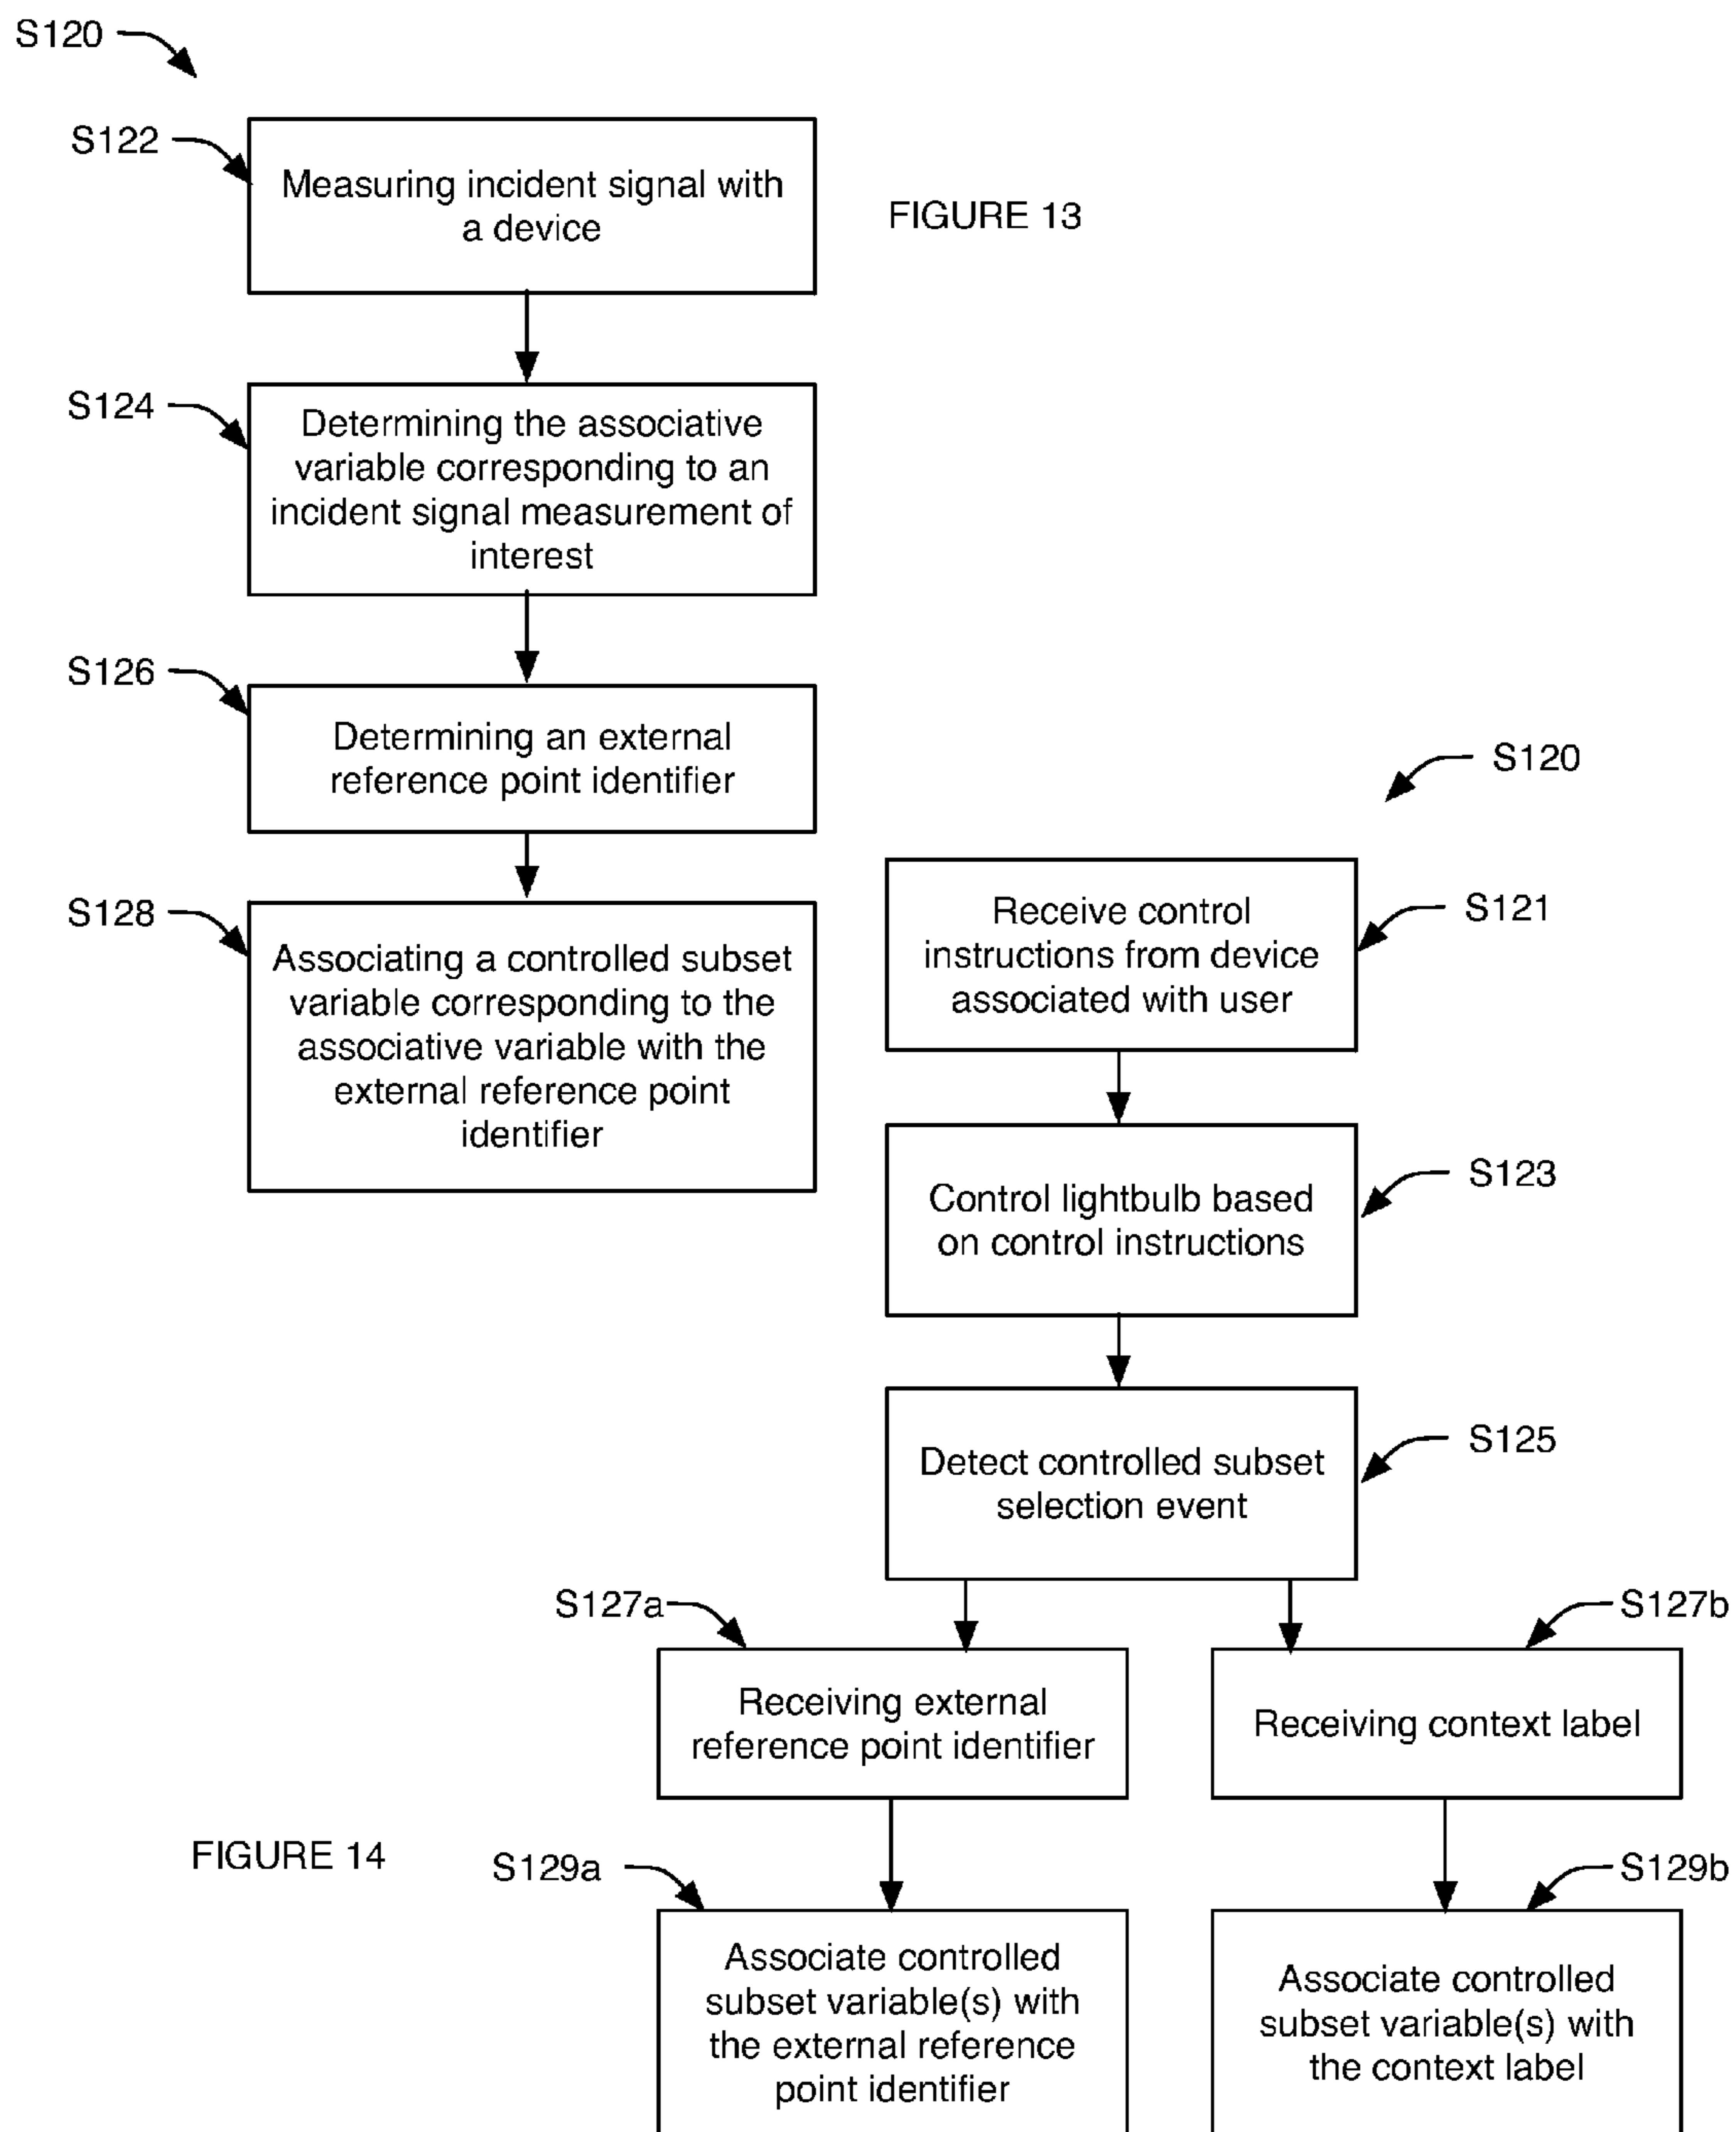 S120
S122
Measuring incident signal with
a device
FIGURE 13
S124
Determining the associative
variable corresponding to an
incident signal measurement of
interest
S126
Determining an external
reference point identifier
S128
Associating a controlled subset
variable corresponding to the
associative variable with the
external reference point
identifier
S120
Receive control
instructions from device
associated with user
S121
Control lightbulb based
on control instructions
S123
Detect controlled subset
selection event
S125
S127a
Receiving external
reference point identifier
S127b
Receiving context label
FIGURE 14
S129a
Associate controlled
subset variable(s) with
the external reference
point identifier
S129b
Associate controlled
subset variable(s) with
the context label